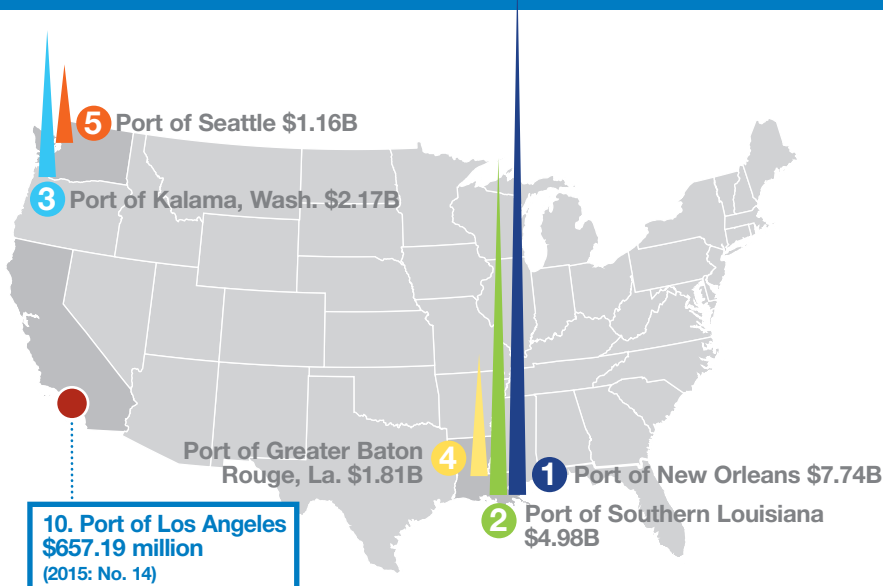 5 Port of Seattle $1.16B
3 Port of Kalama, Wash. $2.17B
Port of Greater Baton
Rouge, La. $1.81B
4
1 Port of New Orleans $7.74B
2 Port of Southern Louisiana
$4.98B
10. Port of Los Angeles
$657.19 million
(2015: No. 14)